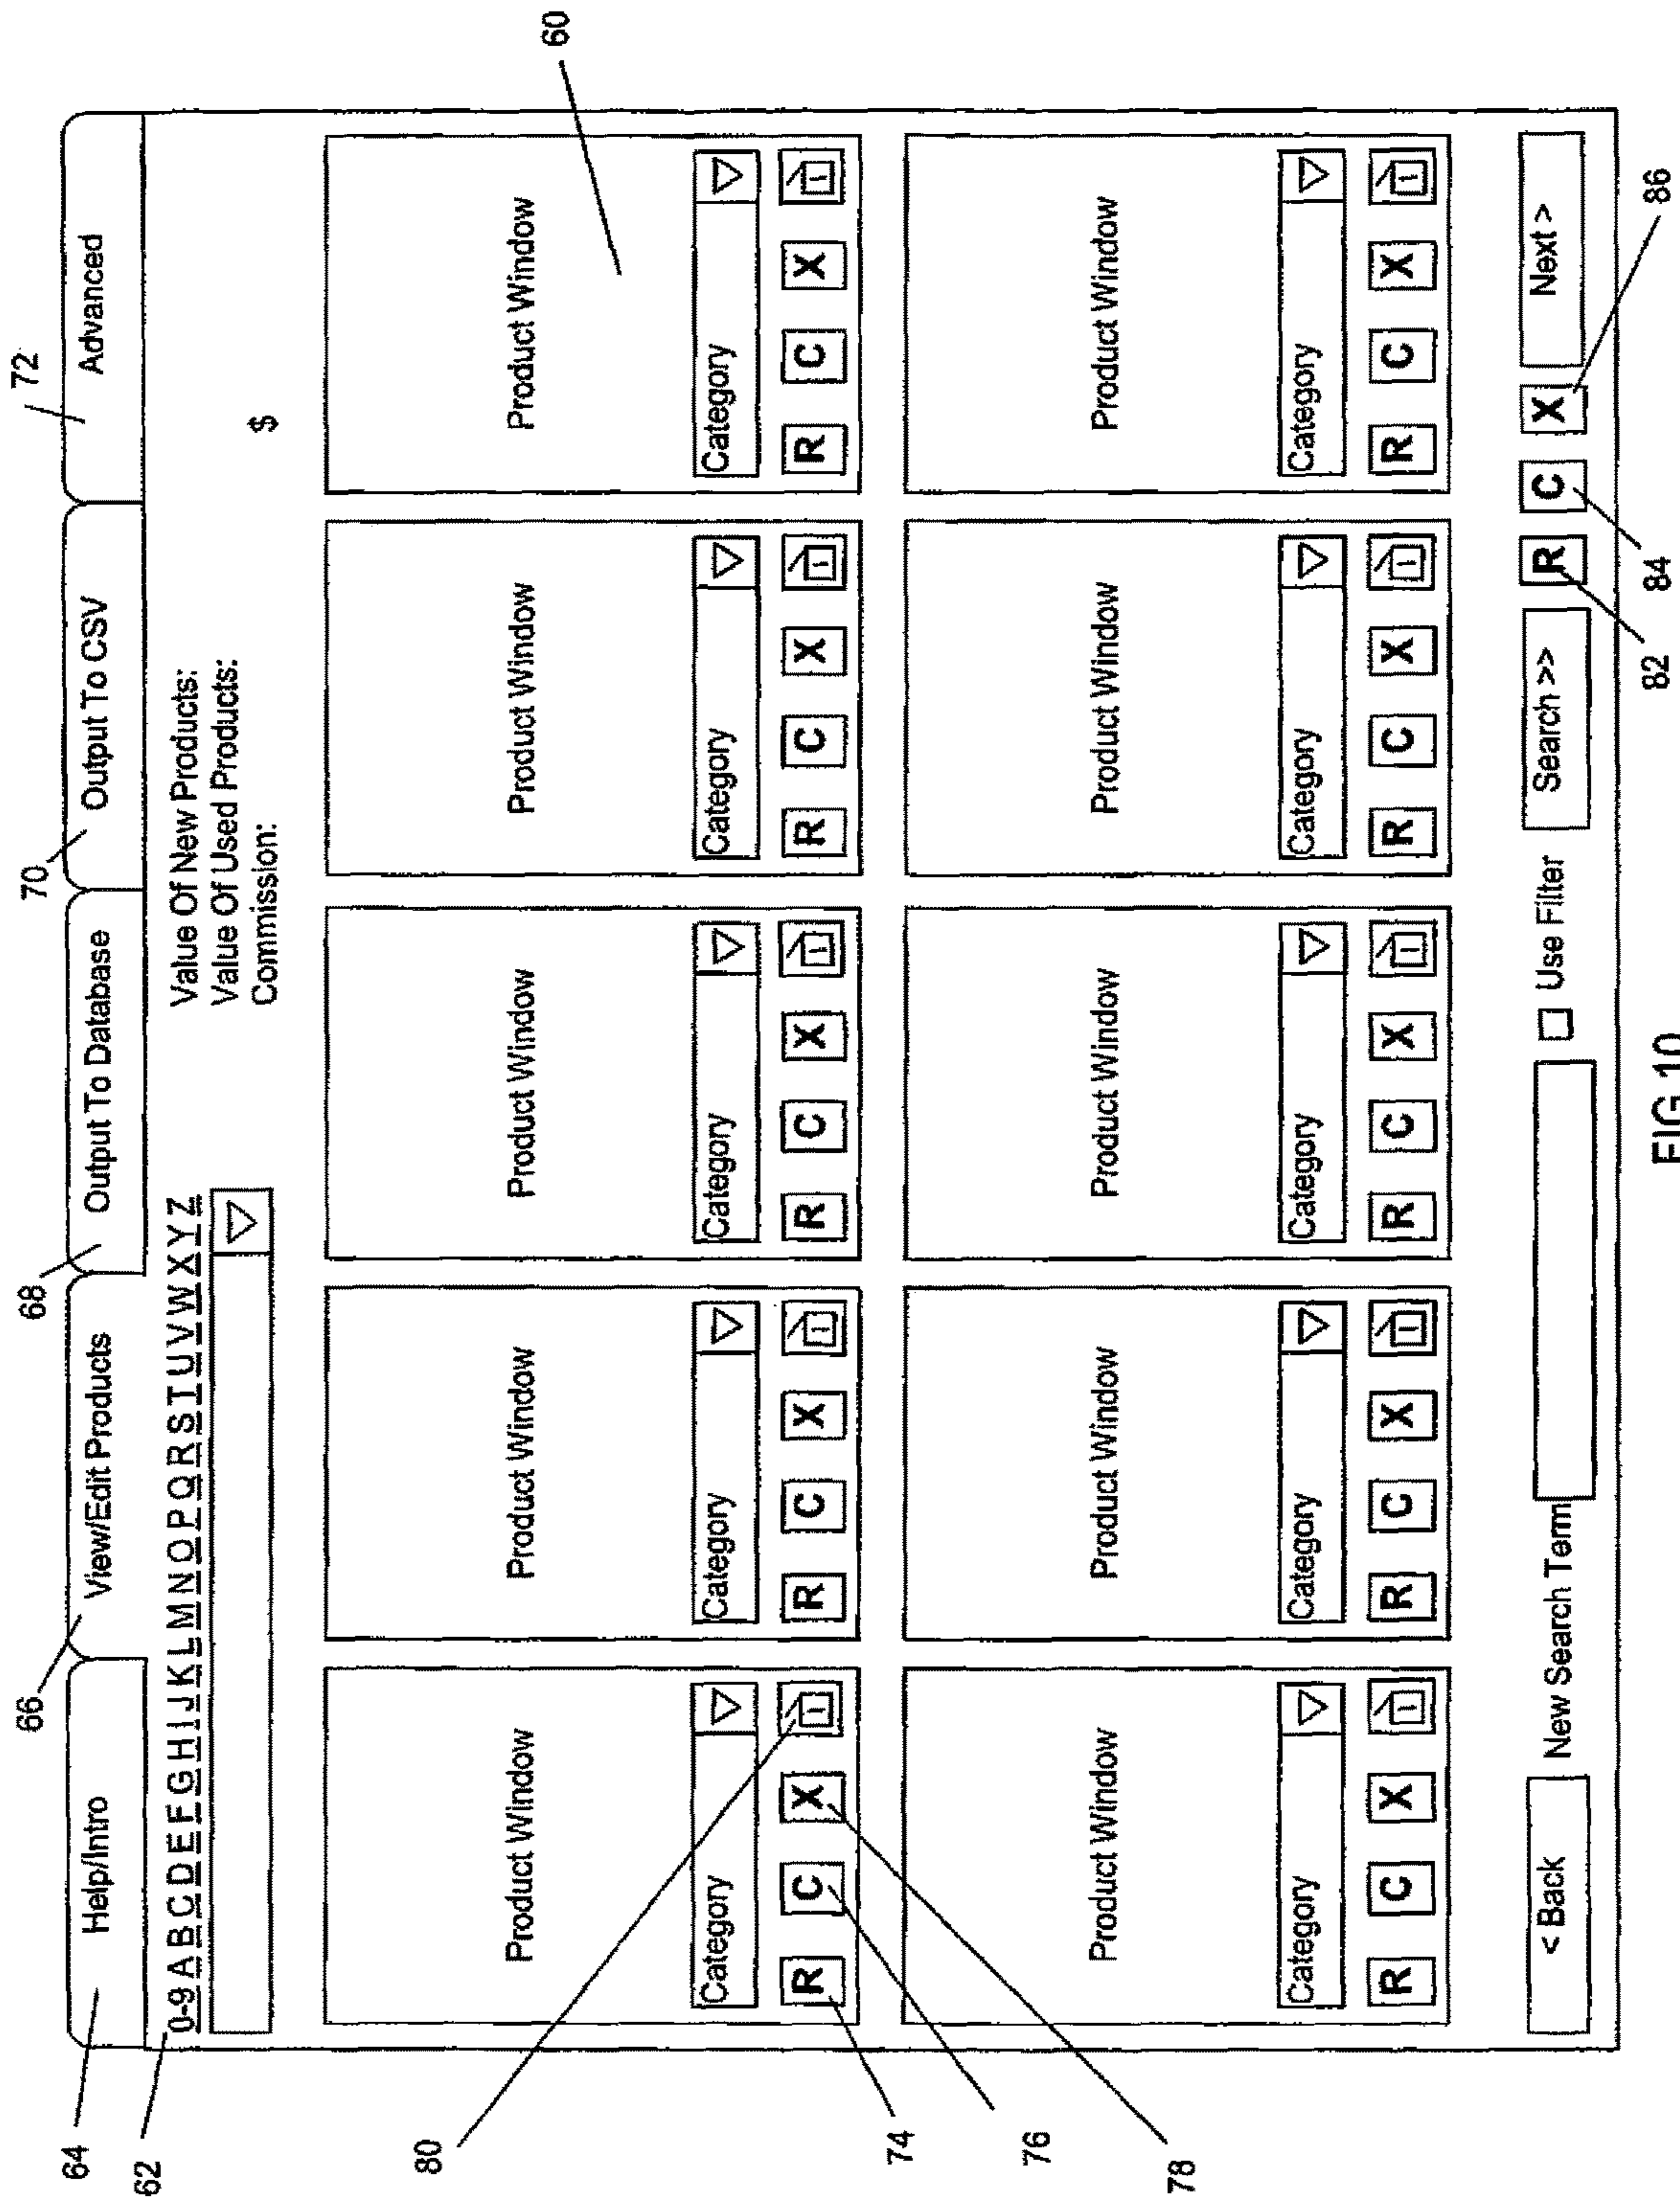 64
66
68
70
72
Help/Intro
View/Edit Products
Output To Database
Output To CSV
Advanced
62
0-9 A B C D E F G H I J K L M N O P Q R S T U V W X Y Z
Value Of New Products:
Value Of Used Products:
Commission:
$
Product Window
Product Window
Product Window
Product Window
Product Window
60
80
Category
Category
Category
Category
Category
R C X
R C X
R C X
R C X
R C X
74
76
78
Product Window
Product Window
Product Window
Product Window
Product Window
Category
Category
Category
Category
Category
R C X
R C X
R C X
R C X
R C X
< Back
New Search Term
Use Filter
Search >>
R
C
X
Next >
82
84
86
FIG 10